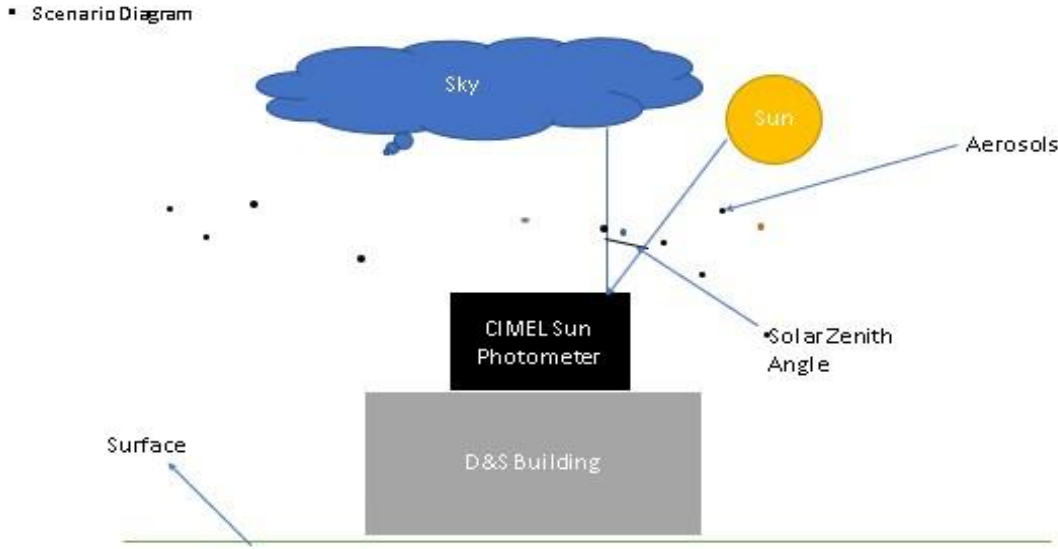 ▪ Scenario Diagram
Sky
Sun
Aerosols
CIMEL Sun
Photometer
•Solar Zenith
Angle
Surface
D&S Building